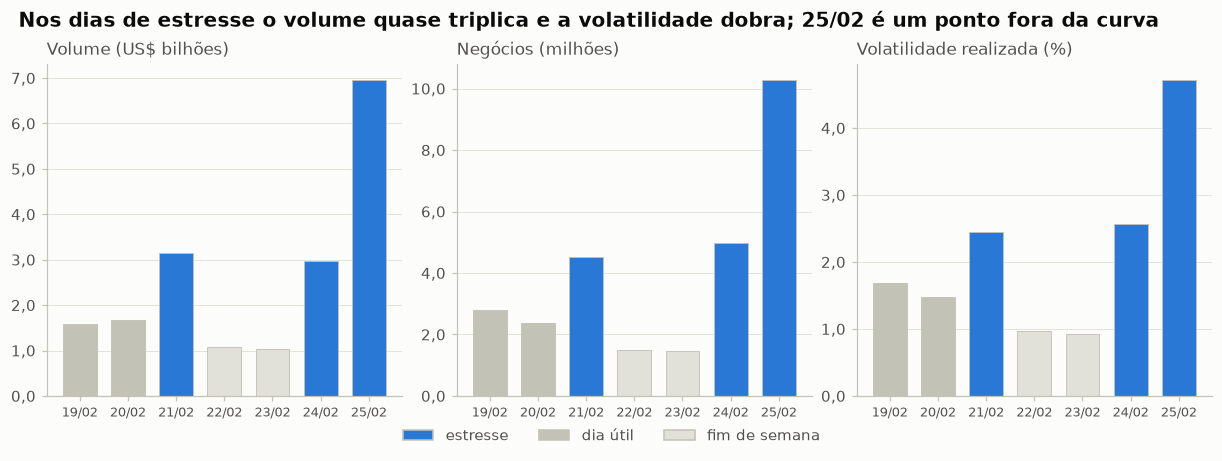 Nos dias de estresse o volume quase triplica e a volatilidade dobra; 25/02 é um ponto fora da curva
Volume (US$ bilhões)
7,0
6,0
5,0
4,0
3,0
2,0
1,0
0,0
19/02 20/02 21/02 22/02 23/02 24/02 25/02
Negócios (milhões)
10,0
8,0
6,0
4,0
2,0
0,0
19/02 20/02 21/02 22/02 23/02 24/02 25/02
Volatilidade realizada (%)
4,0
3,0
2,0
1,0
0,0
19/02 20/02 21/02 22/02 23/02 24/02 25/02
estresse dia útil fim de semana